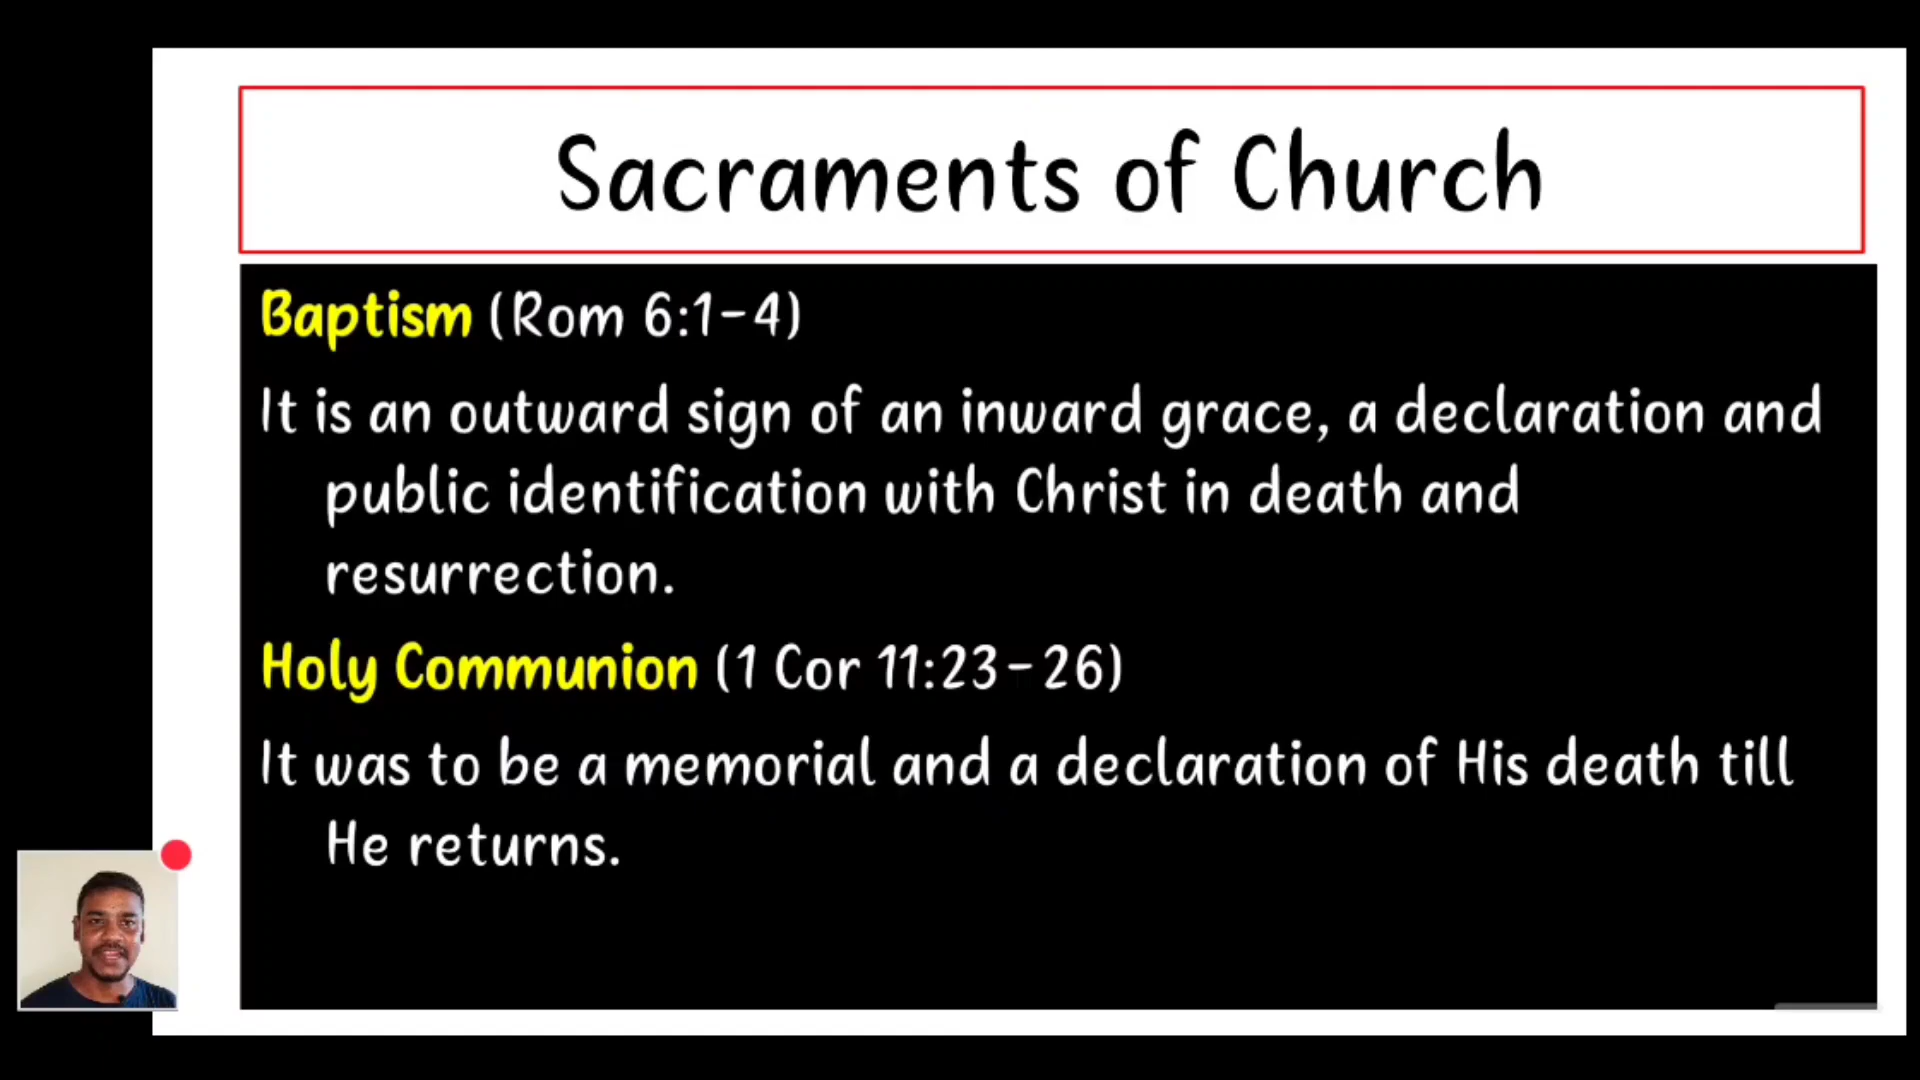 Sacraments of Church
Baptism (Rom 6:1-4)
It is an outward sign of an inward grace, a declaration and
public identification with Christ in death and
resurrection.
Holy Communion (1 Cor 11:23-26)
It was to be a memorial and a declaration of His death till
He returns.